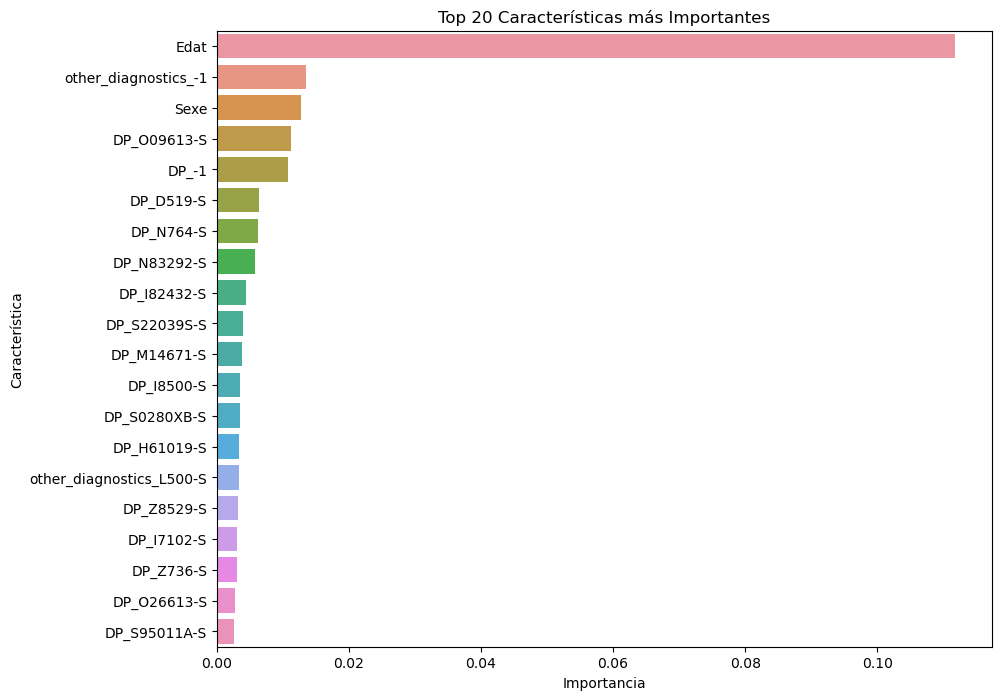 Top 20 Características más Importantes
Edat
other_diagnostics_-1
Sexe
DP_O09613-S
DP_-1
DP_D519-S
DP_N764-S
DP_N83292-S
DP_I82432-S
DP_S22039S-S
DP_M14671-S
DP_I8500-S
DP_S0280XB-S
DP_H61019-S
other_diagnostics_L500-S
DP_Z8529-S
DP_I7102-S
DP_Z736-S
DP_O26613-S
DP_S95011A-S
Característica
0.00 0.02 0.04 0.06 0.08 0.10
Importancia